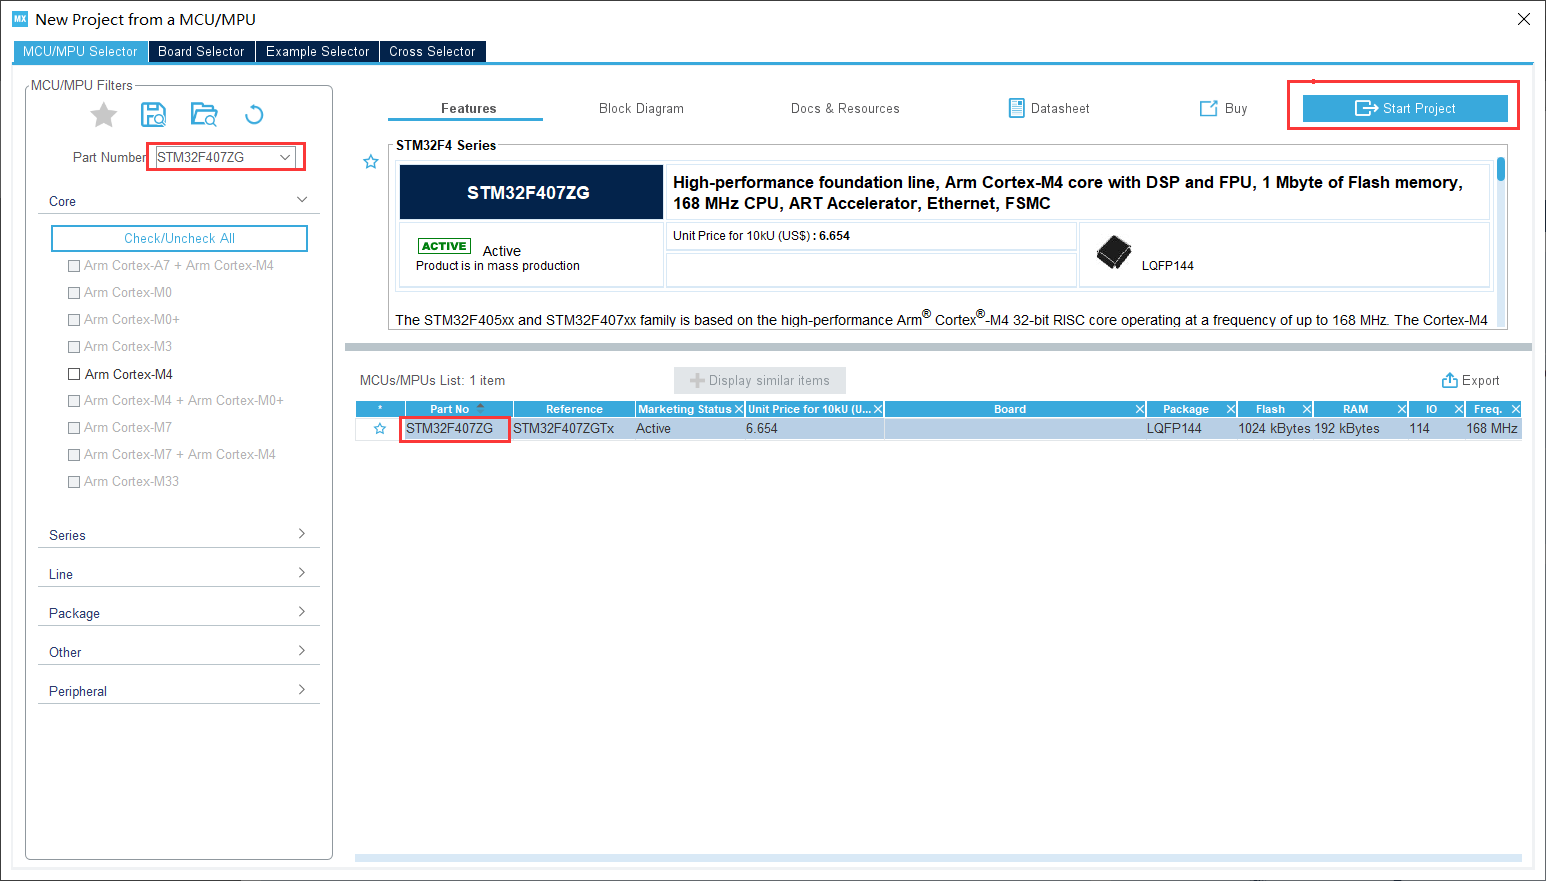 MX New Project from a MCU/MPU
MCU/MPU Selector Board Selector Example Selector Cross Selector
MCU/MPU Filters
Part Number STM32F407ZG
Core
Check/Uncheck All
Arm Cortex-A7 + Arm Cortex-M4
Arm Cortex-M0
Arm Cortex-M0+
Arm Cortex-M3
Arm Cortex-M4
Arm Cortex-M4 + Arm Cortex-M0+
Arm Cortex-M7
Arm Cortex-M7 + Arm Cortex-M4
Arm Cortex-M33
Series
Line
Package
Other
Peripheral
Features Block Diagram Docs & Resources Datasheet Buy Start Project
STM32F4 Series
STM32F407ZG
High-performance foundation line, Arm Cortex-M4 core with DSP and FPU, 1 Mbyte of Flash memory,
168 MHz CPU, ART Accelerator, Ethernet, FSMC
ACTIVE Active
Product is in mass production
Unit Price for 10kU (US$) : 6.654
LQFP144
The STM32F405xx and STM32F407xx family is based on the high-performance Arm® Cortex®-M4 32-bit RISC core operating at a frequency of up to 168 MHz. The Cortex-M4
MCUs/MPUs List: 1 item Display similar items Export
* Part No Reference Marketing Status Unit Price for 10kU (U... Board Package Flash RAM IO Freq.
STM32F407ZG STM32F407ZGTx Active 6.654 LQFP144 1024 kBytes 192 kBytes 114 168 MHz